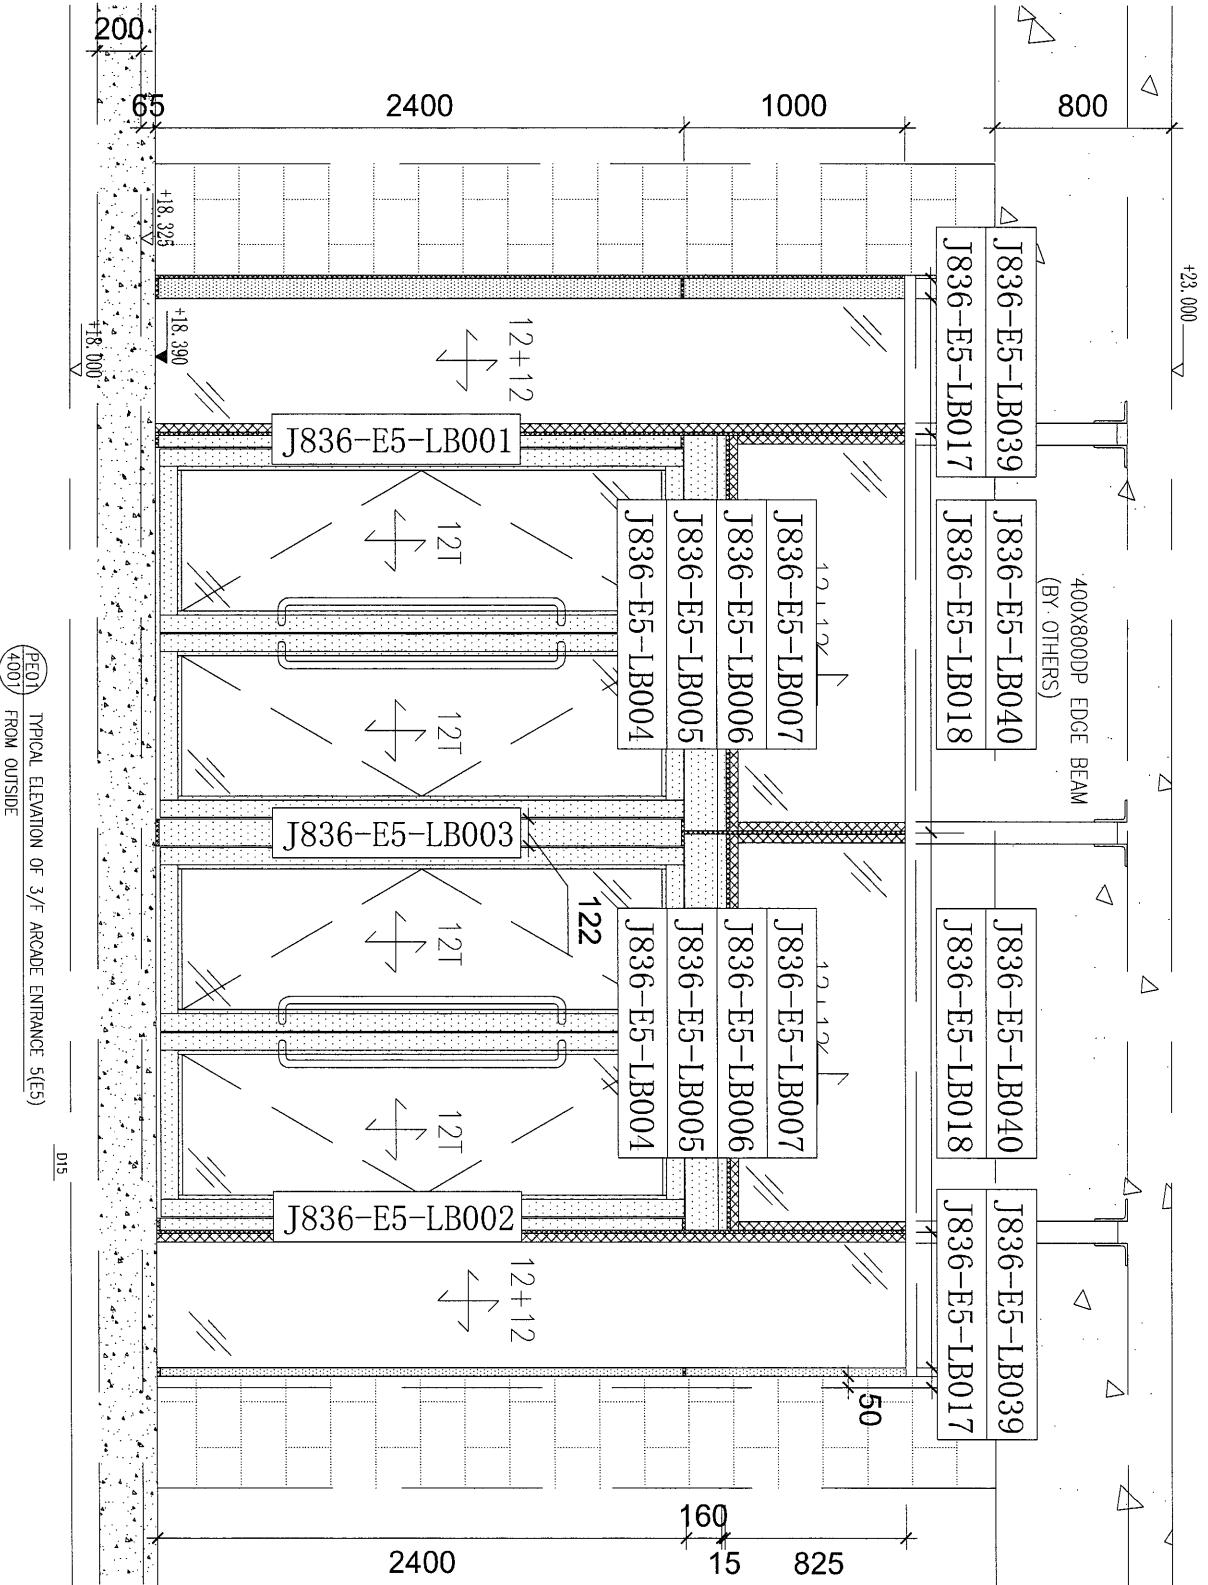 200
65
2400
1000
800
+18.325
+18.390
+18.000
+23.000
J836-E5-LB039
J836-E5-LB017
J836-E5-LB040
J836-E5-LB018
J836-E5-LB040
J836-E5-LB018
J836-E5-LB039
J836-E5-LB017
400X800DP EDGE BEAM
(BY OTHERS)
12+12
J836-E5-LB001
12T
12T
J836-E5-LB007
J836-E5-LB006
J836-E5-LB005
J836-E5-LB004
12+12
J836-E5-LB003
122
12T
12T
J836-E5-LB007
J836-E5-LB006
J836-E5-LB005
J836-E5-LB004
12+12
J836-E5-LB002
12+12
50
2400
160
15
825
PE01
4001
TYPICAL ELEVATION OF 3/F ARCADE ENTRANCE 5(E5)
FROM OUTSIDE
D15